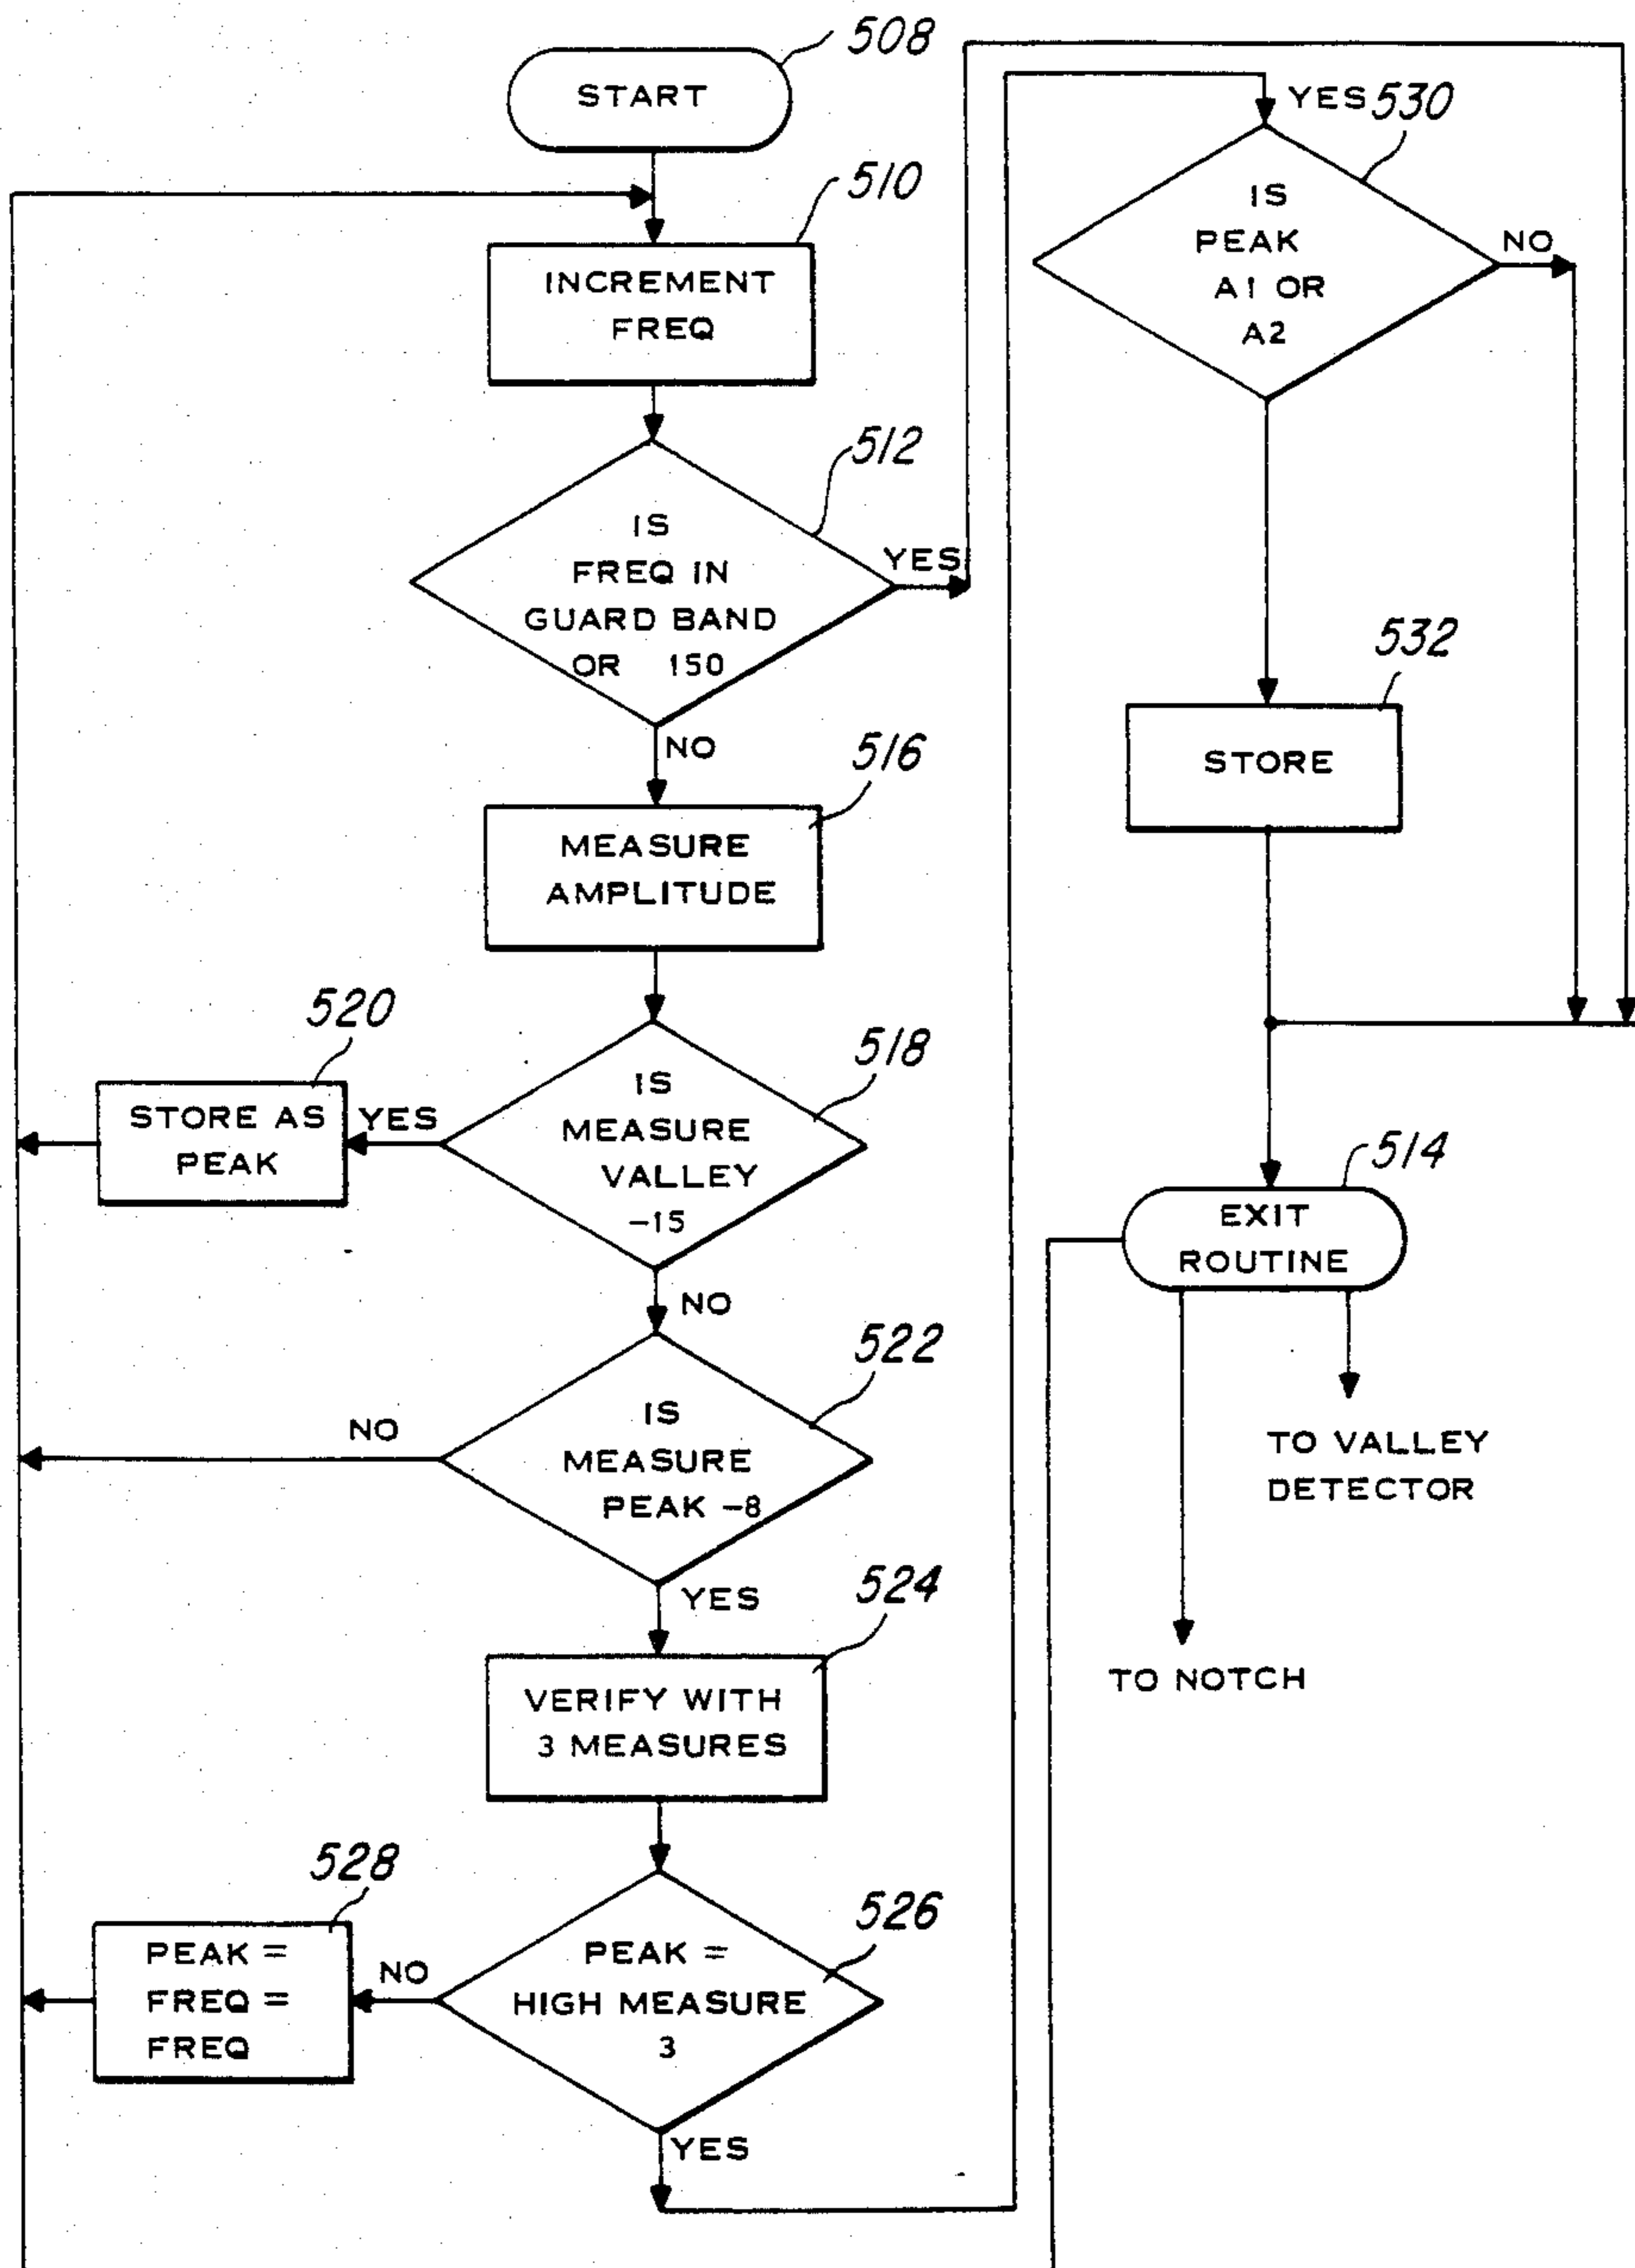 508
START
510
INCREMENT
FREQ
512
IS
FREQ IN
GUARD BAND
OR 150
YES
NO
516
MEASURE
AMPLITUDE
518
IS
MEASURE
VALLEY
-15
YES
520
STORE AS
PEAK
NO
522
IS
MEASURE
PEAK -8
NO
YES
524
VERIFY WITH
3 MEASURES
526
PEAK =
HIGH MEASURE
3
NO
528
PEAK =
FREQ =
FREQ
YES
YES
530
IS
PEAK
A1 OR
A2
NO
532
STORE
514
EXIT
ROUTINE
TO VALLEY
DETECTOR
TO NOTCH